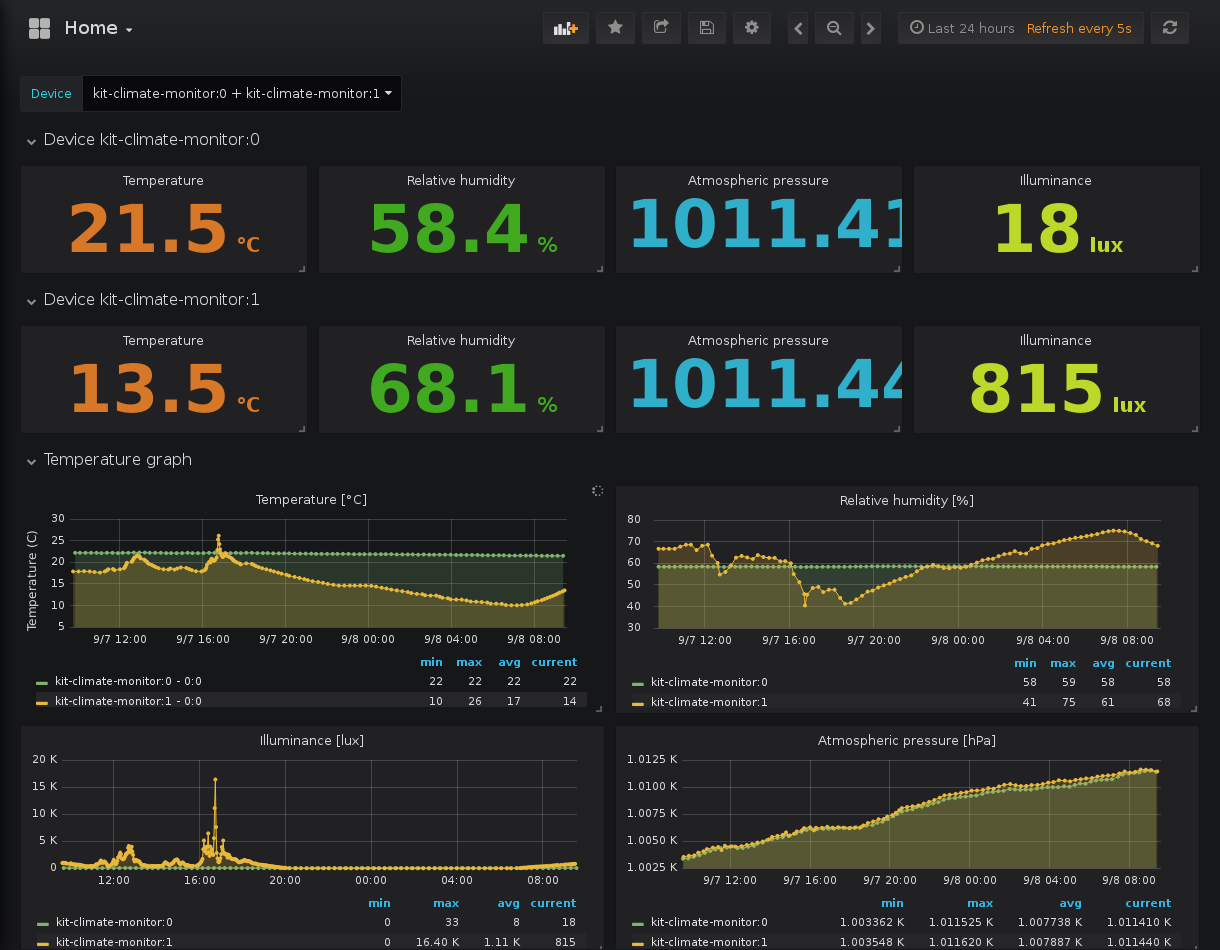 Home
Last 24 hours Refresh every 5s
Device kit-climate-monitor:0 + kit-climate-monitor:1
Device kit-climate-monitor:0
Temperature Relative humidity Atmospheric pressure Illuminance
21.5 °C 58.4 % 1011.41 18 lux
Device kit-climate-monitor:1
Temperature Relative humidity Atmospheric pressure Illuminance
13.5 °C 68.1 % 1011.44 815 lux
Temperature graph
Temperature [°C]
Temperature (C)
30
25
20
15
10
5
9/7 12:00 9/7 16:00 9/7 20:00 9/8 00:00 9/8 04:00 9/8 08:00
min max avg current
kit-climate-monitor:0 - 0:0 22 22 22 22
kit-climate-monitor:1 - 0:0 10 26 17 14
Relative humidity [%]
80
70
60
50
40
30
9/7 12:00 9/7 16:00 9/7 20:00 9/8 00:00 9/8 04:00 9/8 08:00
min max avg current
kit-climate-monitor:0 58 59 58 58
kit-climate-monitor:1 41 75 61 68
Illuminance [lux]
20 K
15 K
10 K
5 K
0
12:00 16:00 20:00 00:00 04:00 08:00
min max avg current
kit-climate-monitor:0 0 33 8 18
kit-climate-monitor:1 0 16.40 K 1.11 K 815
Atmospheric pressure [hPa]
1.0125 K
1.0100 K
1.0075 K
1.0050 K
1.0025 K
9/7 12:00 9/7 16:00 9/7 20:00 9/8 00:00 9/8 04:00 9/8 08:00
min max avg current
kit-climate-monitor:0 1.003362 K 1.011525 K 1.007738 K 1.011410 K
kit-climate-monitor:1 1.003548 K 1.011620 K 1.007887 K 1.011440 K